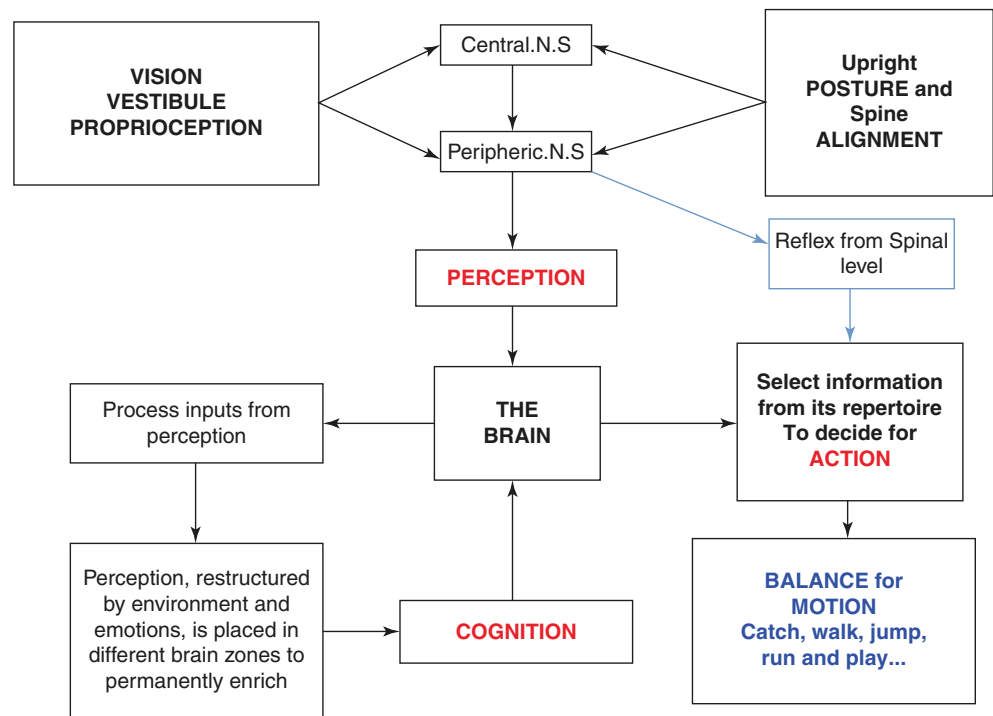 VISION
VESTIBULE
PROPRIOCEPTION
Central.N.S
Peripheric.N.S
Upright
POSTURE and
Spine
ALIGNMENT
Reflex from Spinal
level
PERCEPTION
THE
BRAIN
Process inputs from
perception
Perception, restructured
by environment and
emotions, is placed in
different brain zones to
permanently enrich
COGNITION
Select information
from its repertoire
To decide for
ACTION
BALANCE for
MOTION
Catch, walk, jump,
run and play...